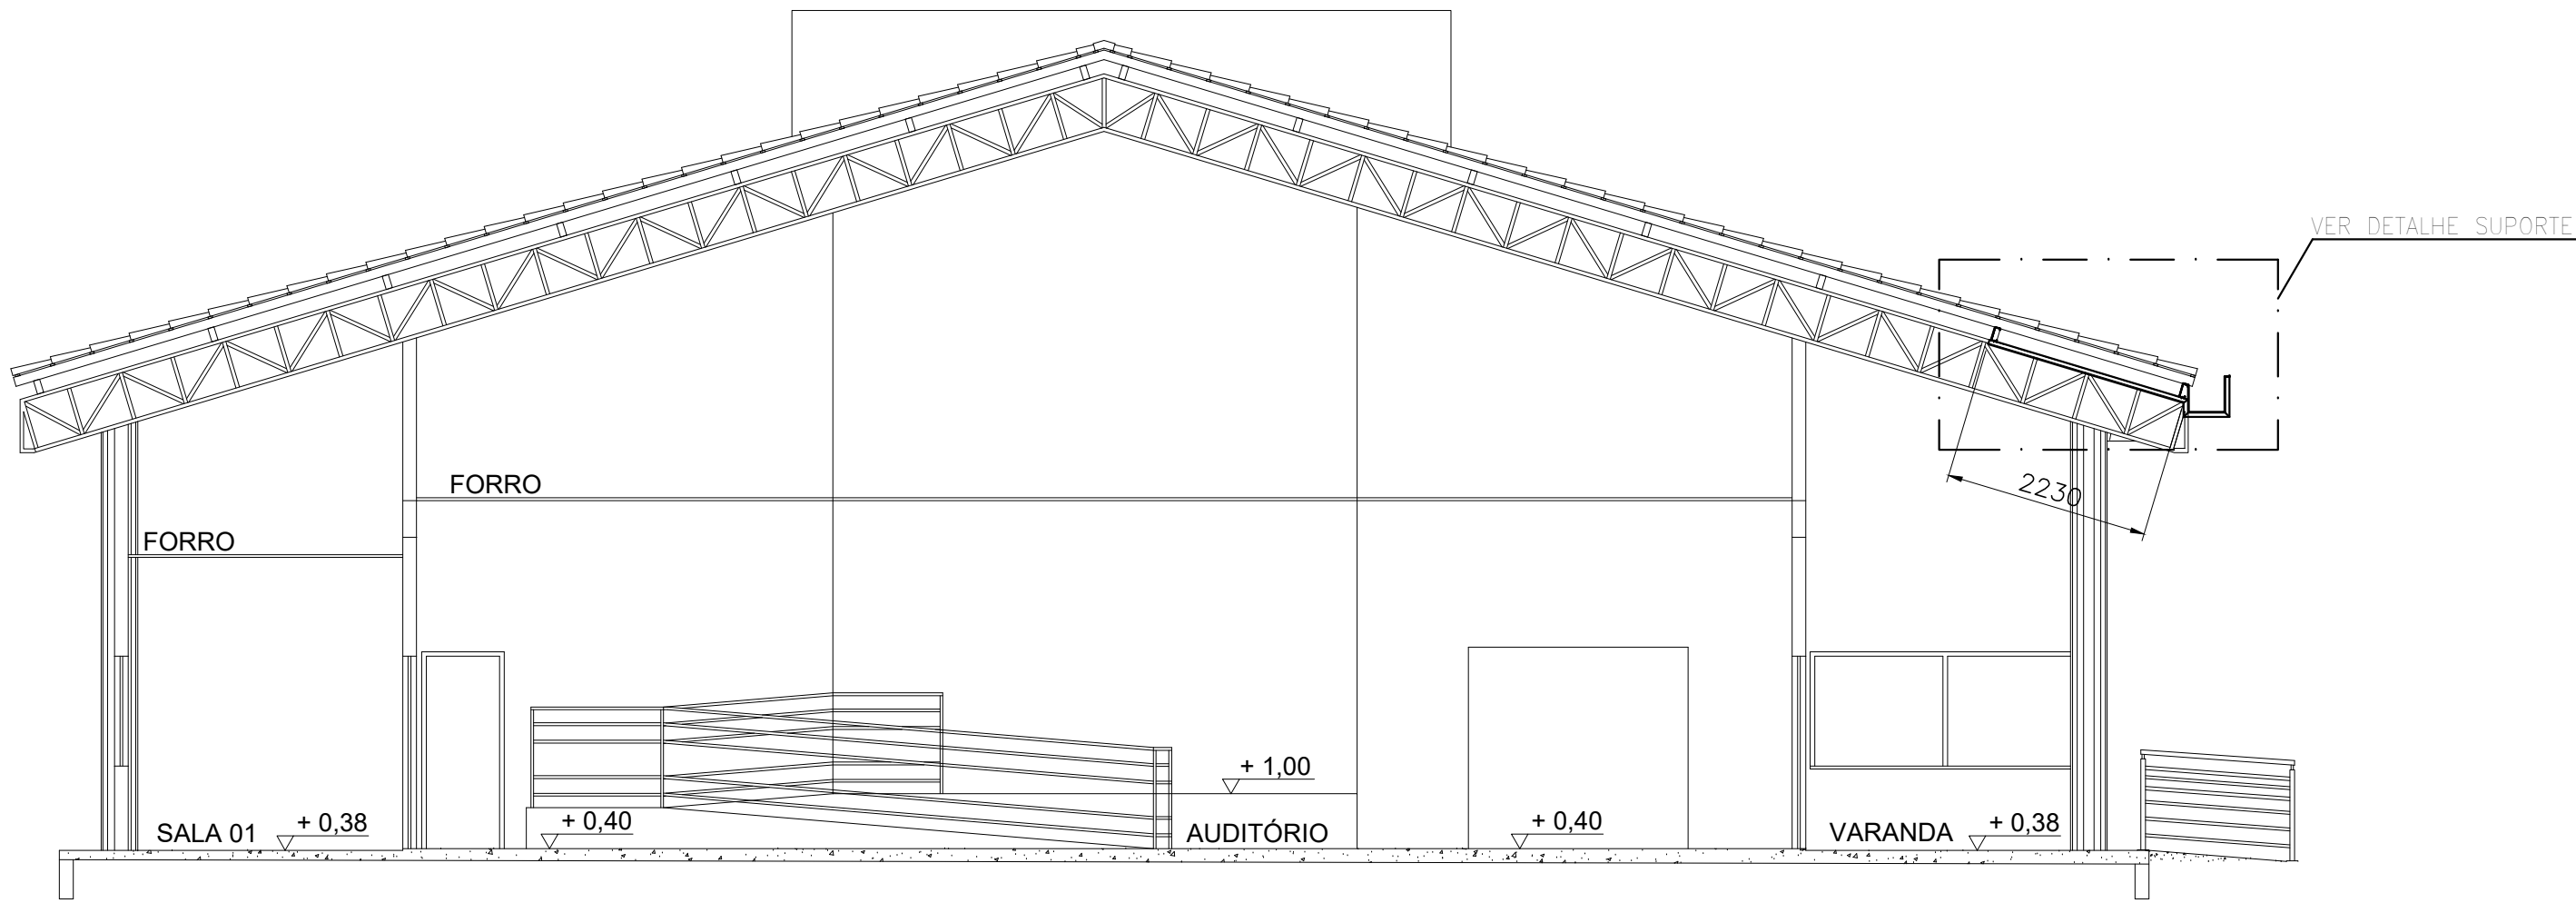 VER DETALHE SUPORTE
FORRO
2230
FORRO
+ 1,00
SALA 01
+ 0,38
+ 0,40
AUDITÓRIO
+ 0,40
VARANDA
+ 0,38